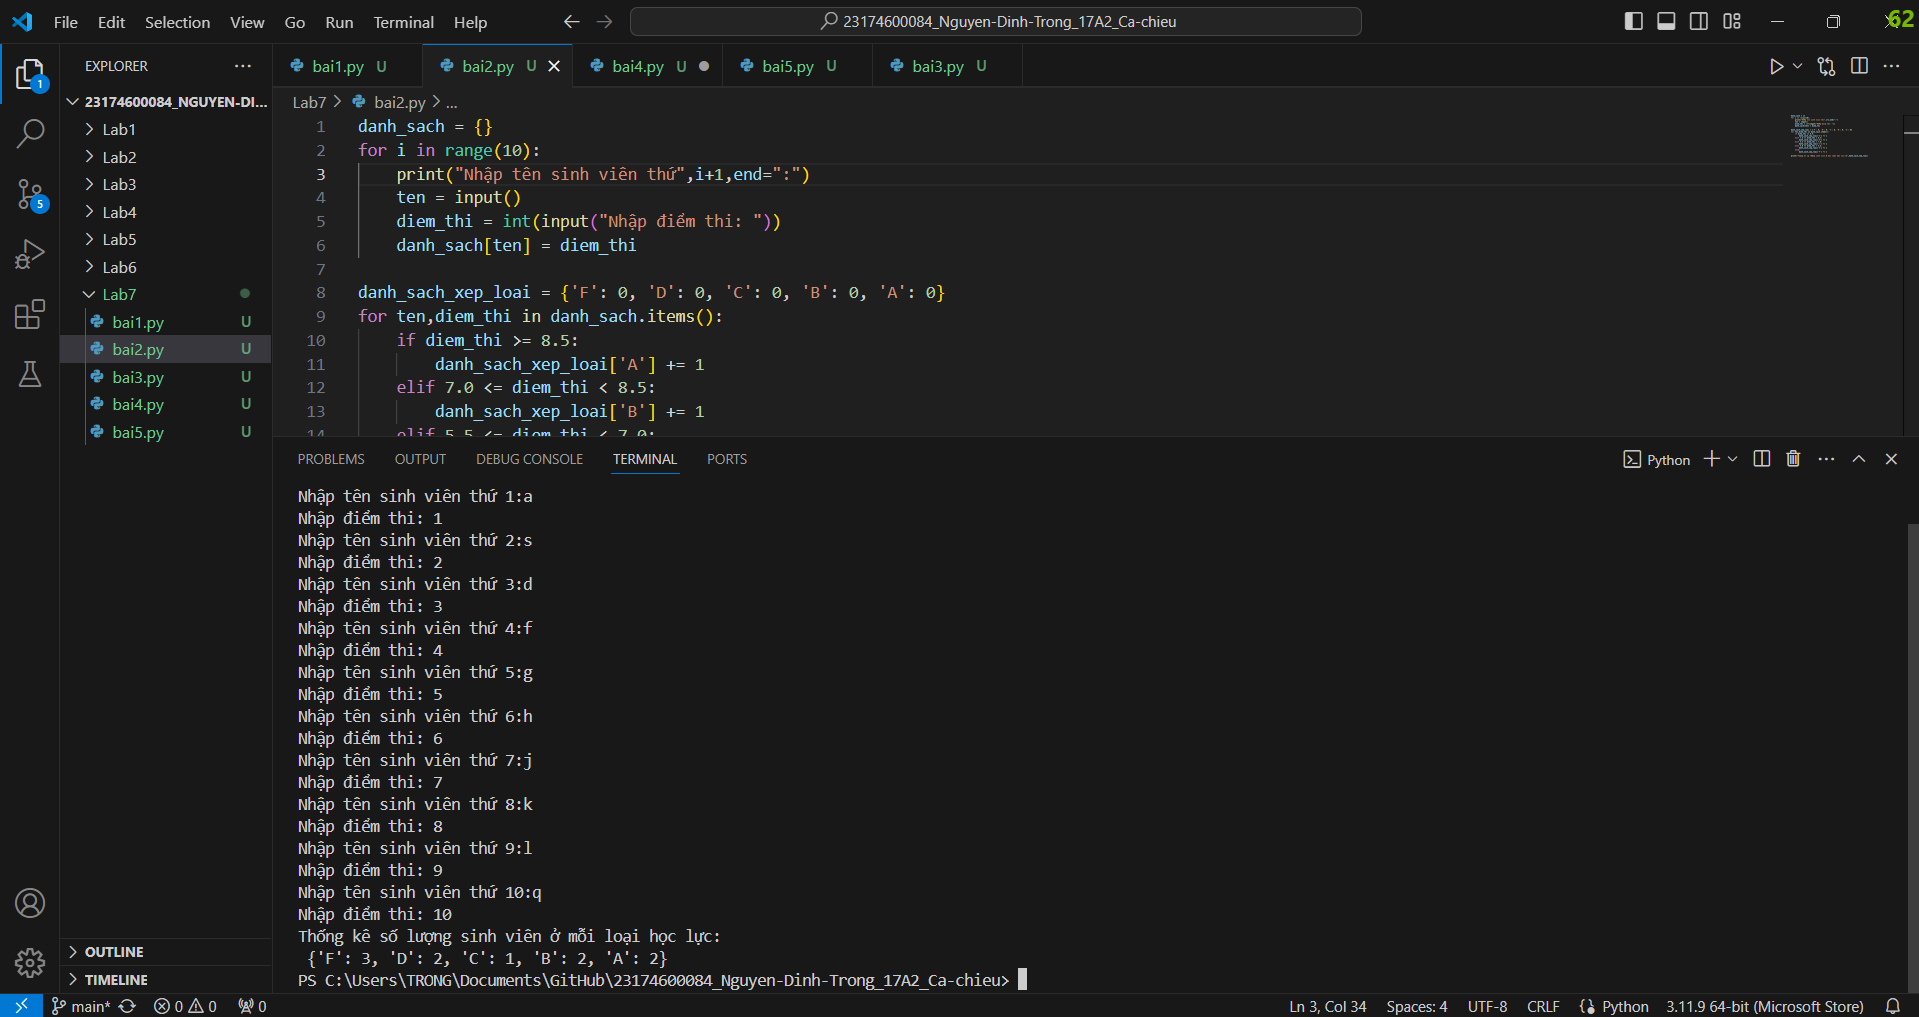 File Edit Selection View Go Run Terminal Help
23174600084_Nguyen-Dinh-Trong_17A2_Ca-chieu
62
EXPLORER
1
5
23174600084_NGUYEN-DI...
Lab1
Lab2
Lab3
Lab4
Lab5
Lab6
Lab7
bai1.py U
bai2.py U
bai3.py U
bai4.py U
bai5.py U
OUTLINE
TIMELINE
bai1.py U
bai2.py U
bai4.py U
bai5.py U
bai3.py U
Lab7 > bai2.py > ...
1 danh_sach = {}
2 for i in range(10):
3 print("Nhập tên sinh viên thứ",i+1,end=":")
4 ten = input()
5 diem_thi = int(input("Nhập điểm thi: "))
6 danh_sach[ten] = diem_thi
7
8 danh_sach_xep_loai = {'F': 0, 'D': 0, 'C': 0, 'B': 0, 'A': 0}
9 for ten,diem_thi in danh_sach.items():
10 if diem_thi >= 8.5:
11 danh_sach_xep_loai['A'] += 1
12 elif 7.0 <= diem_thi < 8.5:
13 danh_sach_xep_loai['B'] += 1
14 elif 5.5 <= diem_thi < 7.0:
PROBLEMS OUTPUT DEBUG CONSOLE TERMINAL PORTS
Python
Nhập tên sinh viên thứ 1:a
Nhập điểm thi: 1
Nhập tên sinh viên thứ 2:s
Nhập điểm thi: 2
Nhập tên sinh viên thứ 3:d
Nhập điểm thi: 3
Nhập tên sinh viên thứ 4:f
Nhập điểm thi: 4
Nhập tên sinh viên thứ 5:g
Nhập điểm thi: 5
Nhập tên sinh viên thứ 6:h
Nhập điểm thi: 6
Nhập tên sinh viên thứ 7:j
Nhập điểm thi: 7
Nhập tên sinh viên thứ 8:k
Nhập điểm thi: 8
Nhập tên sinh viên thứ 9:l
Nhập điểm thi: 9
Nhập tên sinh viên thứ 10:q
Nhập điểm thi: 10
Thống kê số lượng sinh viên ở mỗi loại học lực:
{'F': 3, 'D': 2, 'C': 1, 'B': 2, 'A': 2}
PS C:\Users\TRONG\Documents\GitHub\23174600084_Nguyen-Dinh-Trong_17A2_Ca-chieu>
main* 0 0 0 Ln 3, Col 34 Spaces: 4 UTF-8 CRLF Python 3.11.9 64-bit (Microsoft Store)